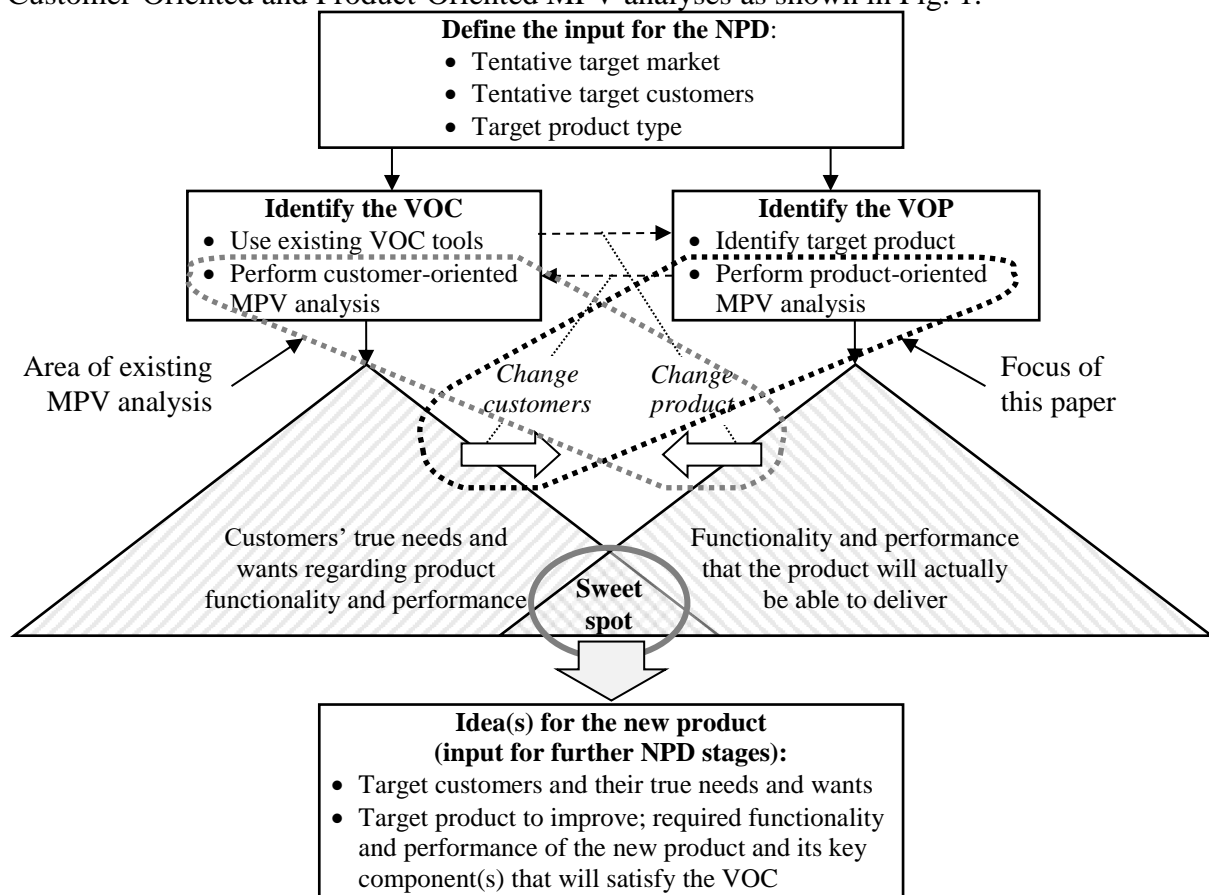 Customer-Oriented and Product-Oriented MPV analyses as shown in Fig. 1.
Define the input for the NPD:
• Tentative target market
• Tentative target customers
• Target product type
Identify the VOC
• Use existing VOC tools
• Perform customer-oriented
MPV analysis
Identify the VOP
• Identify target product
• Perform product-oriented
MPV analysis
Area of existing
MPV analysis
Change
customers
Change
product
Focus of
this paper
Customers’ true needs and
wants regarding product
functionality and performance
Functionality and performance
that the product will actually
be able to deliver
Sweet
spot
Idea(s) for the new product
(input for further NPD stages):
• Target customers and their true needs and wants
• Target product to improve; required functionality
and performance of the new product and its key
component(s) that will satisfy the VOC